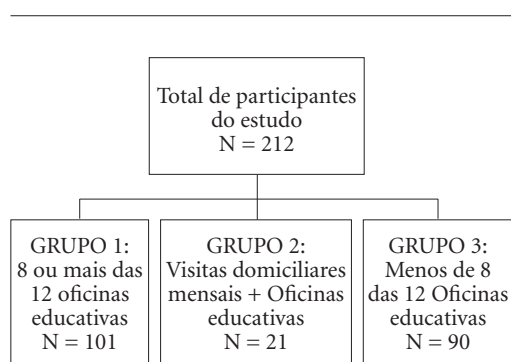 Total de participantes
do estudo
N = 212
GRUPO 1:
8 ou mais das
12 oficinas
educativas
N = 101
GRUPO 2:
Visitas domiciliares
mensais + Oficinas
educativas
N = 21
GRUPO 3:
Menos de 8
das 12 Oficinas
educativas
N = 90